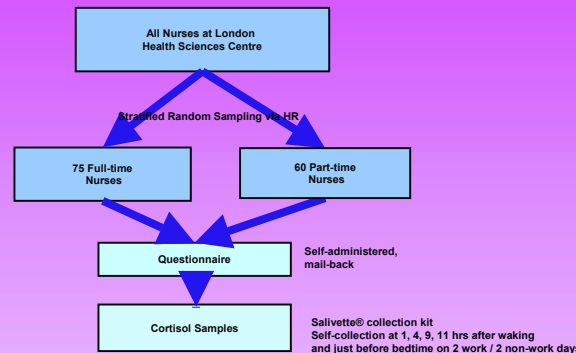 All Nurses at London
Health Sciences Centre
Stratified Random Sampling via HR
75 Full-time
Nurses
60 Part-time
Nurses
Questionnaire
Self-administered,
mail-back
Cortisol Samples
Salivette® collection kit
Self-collection at 1, 4, 9, 11 hrs after waking
and just before bedtime on 2 work / 2 non-work day